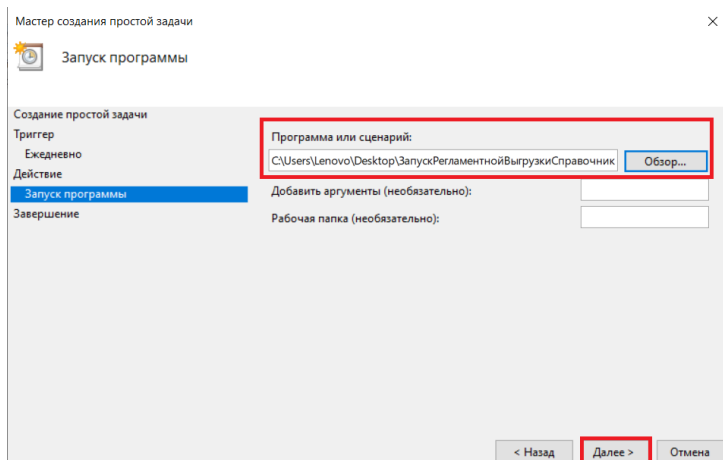 Мастер создания простой задачи
Запуск программы
Создание простой задачи
Триггер
Ежедневно
Действие
Запуск программы
Завершение
Программа или сценарий:
C:\Users\Lenovo\Desktop\ЗапускРегламентнойВыгрузкиСправочник
Обзор...
Добавить аргументы (необязательно):
Рабочая папка (необязательно):
< Назад
Далее >
Отмена